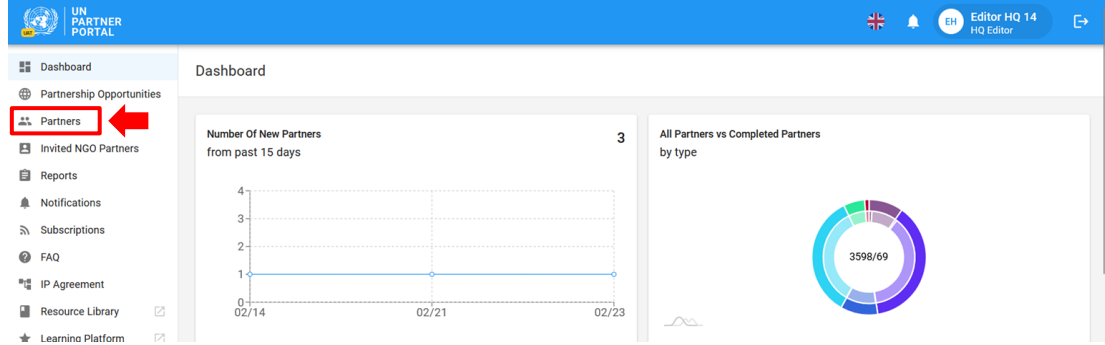 UN
PARTNER
PORTAL
UAT
EH
Editor HQ 14
HQ Editor
Dashboard
Partnership Opportunities
Partners
Invited NGO Partners
Reports
Notifications
Subscriptions
FAQ
IP Agreement
Resource Library
Learning Platform
Dashboard
Number Of New Partners
3
from past 15 days
4
3
2
1
0
02/14
02/21
02/23
All Partners vs Completed Partners
by type
3598/69